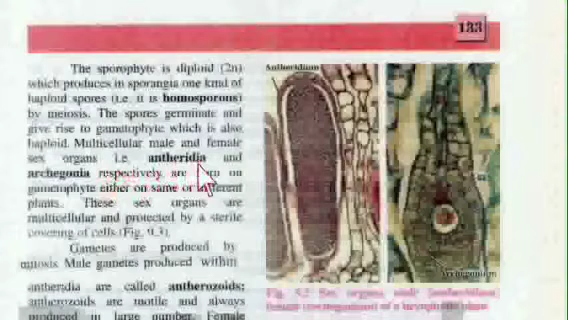 133
The sporophyte is diploid (2n)
which produces in sporangia one kind of
haploid spores (i.e. it is homosporous)
by meiosis. The spores germinate and
give rise to gametophyte which is also
haploid. Multicellular male and female
sex organs i.e. antheridia and
archegonia respectively are on
gametophyte either on same or different
plants. These sex organs are
multicellular and protected by a sterile
covering of cells (Fig. 9.3).
Gametes are produced by
mitosis. Male gametes produced within
antheridia are called antherozoids;
antherozoids are motile and always
produced in large number. Female
Antheridium
Archegonium
Sex organs male (antheridium)
female (archegonium) of a bryophyte